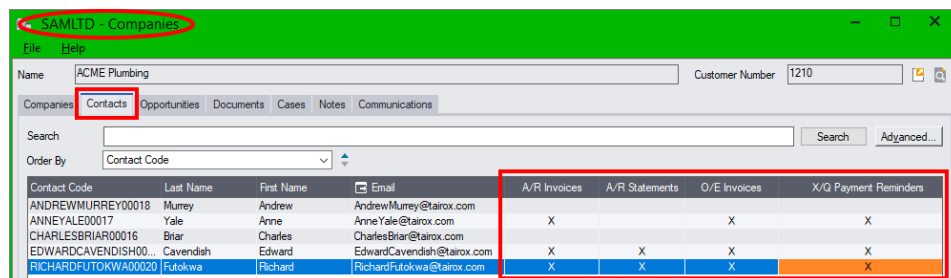 SAMLTD - Companies
File Help
Name ACME Plumbing Customer Number 1210
Companies Contacts Opportunities Documents Cases Notes Communications
Search Search Advanced...
Order By Contact Code
Contact Code Last Name First Name Email A/R Invoices A/R Statements O/E Invoices X/Q Payment Reminders
ANDREWMURREY00018 Murrey Andrew AndrewMurrey@tairox.com
ANNEYALE00017 Yale Anne AnneYale@tairox.com X X X
CHARLESBRIAR00016 Briar Charles CharlesBriar@tairox.com
EDWARDCAVENDISH00... Cavendish Edward EdwardCavendish@tairox.com X X X X
RICHARDFUTOKWA00020 Futokwa Richard RichardFutokwa@tairox.com X X X X